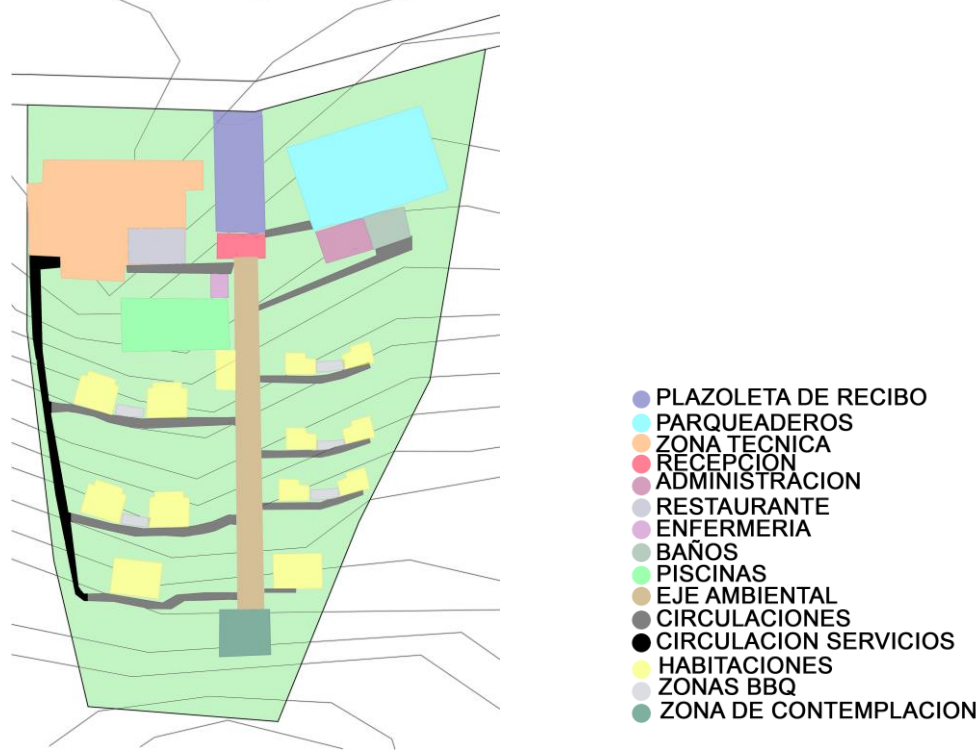 PLAZOLETA DE RECIBO
PARQUEADEROS
ZONA TECNICA
RECEPCION
ADMINISTRACION
RESTAURANTE
ENFERMERIA
BAÑOS
PISCINAS
EJE AMBIENTAL
CIRCULACIONES
CIRCULACION SERVICIOS
HABITACIONES
ZONAS BBQ
ZONA DE CONTEMPLACION